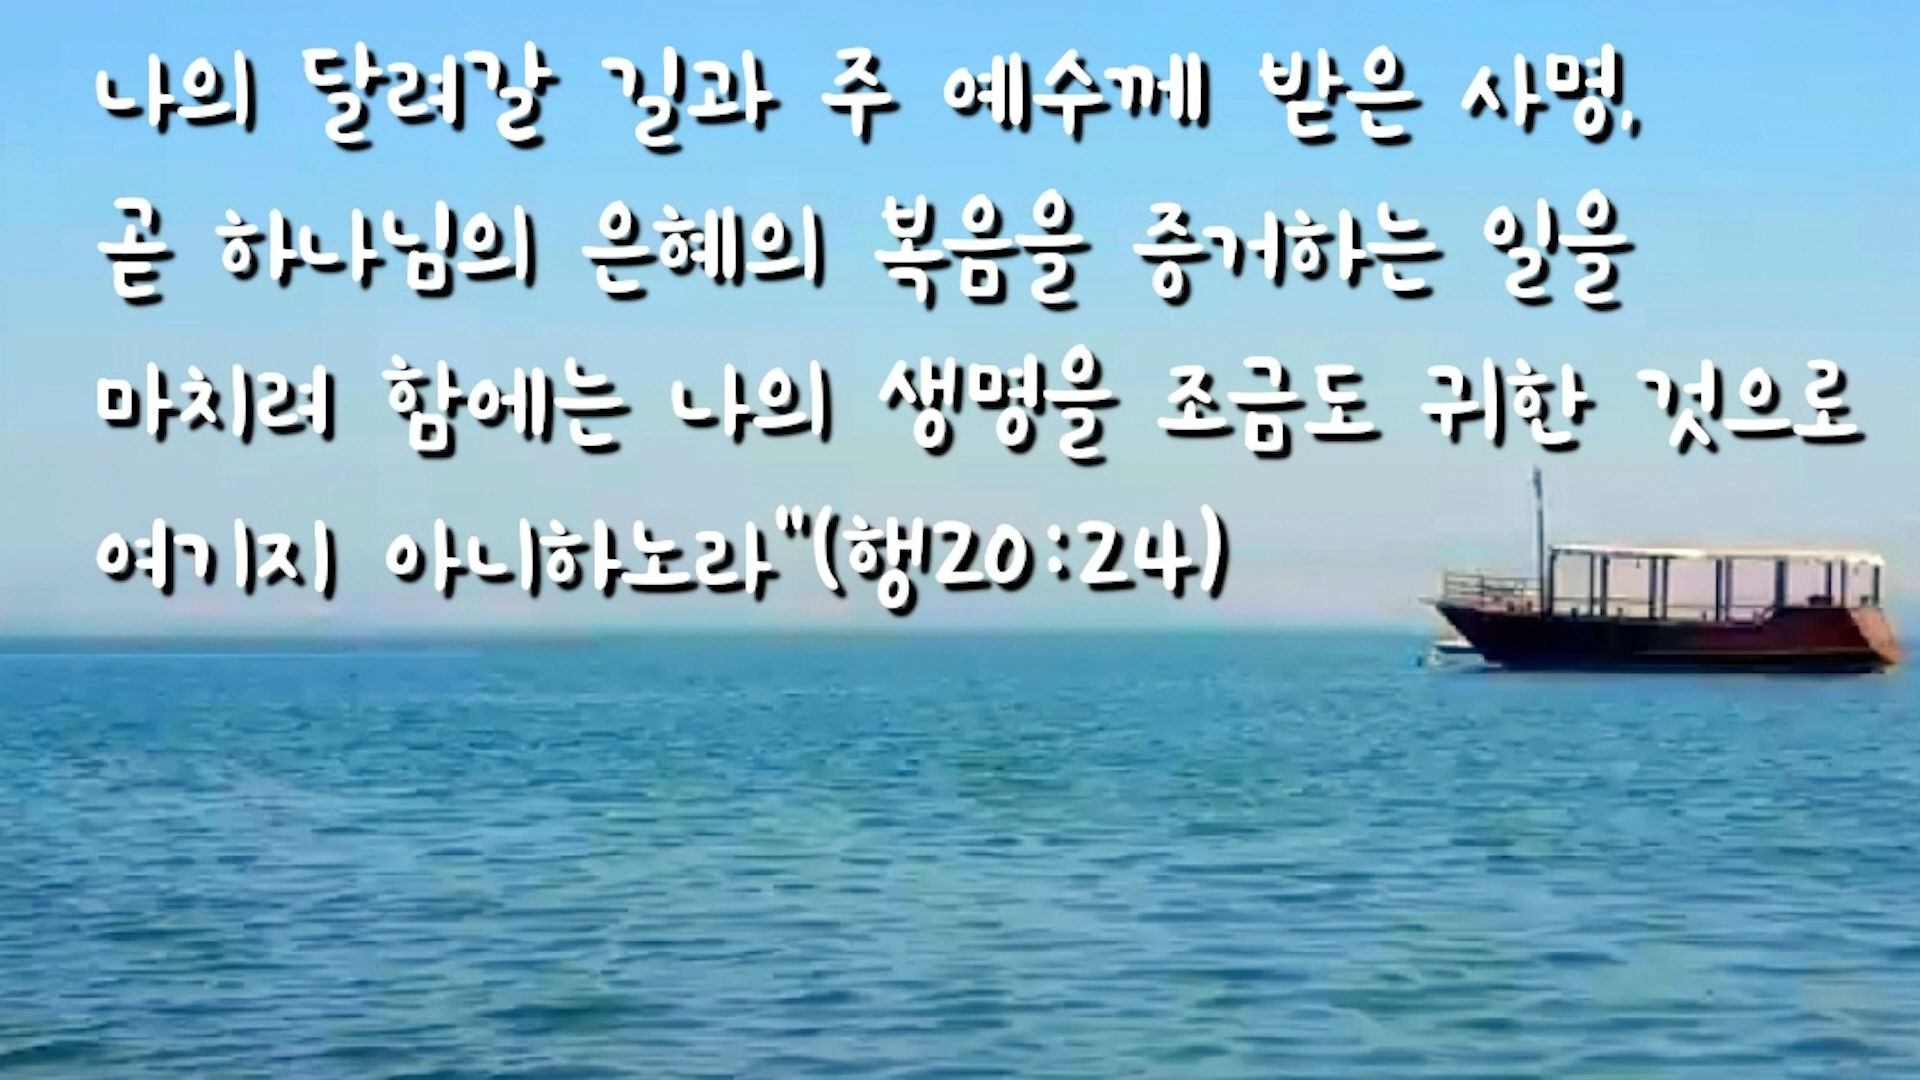 나의 달려갈 길과 주 예수께 받은 사명,
곧 하나님의 은혜의 복음을 증거하는 일을
마치려 함에는 나의 생명을 조금도 귀한 것으로
여기지 아니하노라"(행20:24)